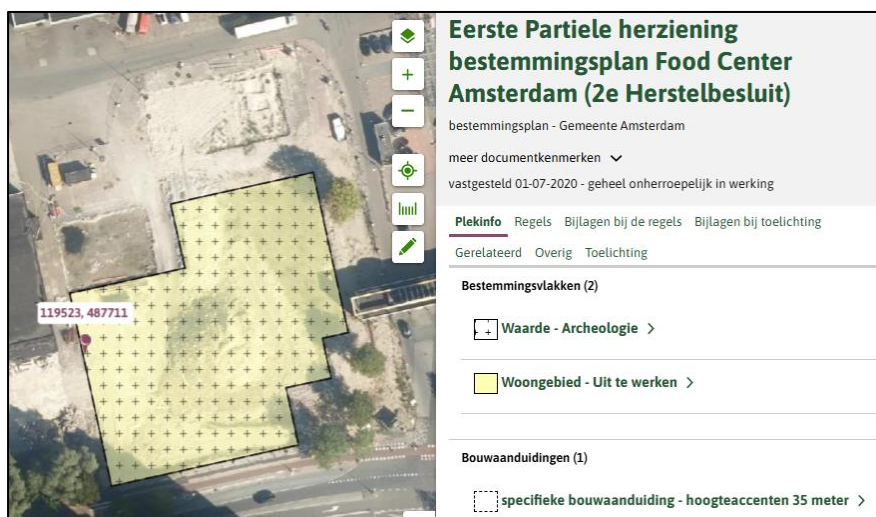 Eerste Partiele herziening
bestemmingsplan Food Center
Amsterdam (2e Herstelbesluit)
bestemmingsplan - Gemeente Amsterdam
meer documentkenmerken
vastgesteld 01-07-2020 - geheel onherroepelijk in werking
Plekinfo Regels Bijlagen bij de regels Bijlagen bij toelichting
Gerelateerd Overig Toelichting
Bestemmingsvlakken (2)
119523, 487711
Waarde - Archeologie
Woongebied - Uit te werken
Bouwaanduidingen (1)
specifieke bouwaanduiding - hoogteaccenten 35 meter